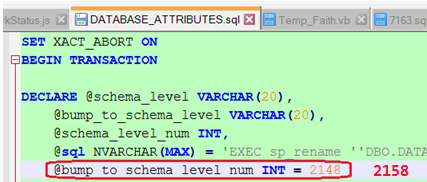 rkStatus.js DATABASE_ATTRIBUTES.sql Temp_Faith.vb 7163.sq
SET XACT_ABORT ON
BEGIN TRANSACTION
DECLARE @schema_level VARCHAR(20),
@bump_to_schema_level VARCHAR(20),
@schema_level_num INT,
@sql NVARCHAR(MAX) = 'EXEC sp_rename ''DBO.DATA
@bump_to_schema_level_num INT = 2148 2158